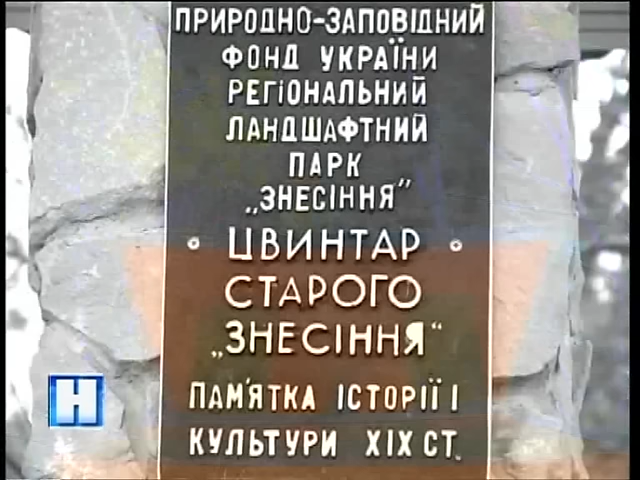 ПРИРОДНО-ЗАПОВІДНИЙ
ФОНД УКРАЇНИ
РЕГІОНАЛЬНИЙ
ЛАНДШАФТНИЙ
ПАРК
„ЗНЕСІННЯ”
ЦВИНТАР
СТАРОГО
„ЗНЕСІННЯ“
ПАМ'ЯТКА ІСТОРІЇ І
КУЛЬТУРИ XIX СТ.
Н